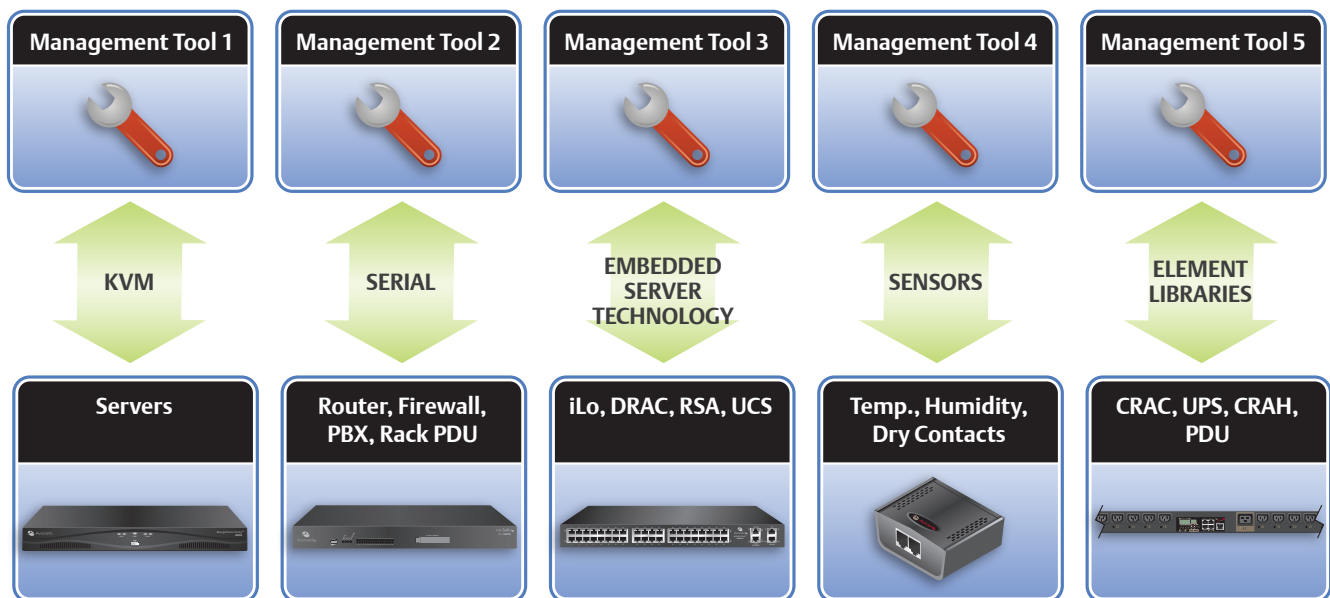 Management Tool 1
Management Tool 2
Management Tool 3
Management Tool 4
Management Tool 5
KVM
SERIAL
EMBEDDED
SERVER
TECHNOLOGY
SENSORS
ELEMENT
LIBRARIES
Servers
Router, Firewall,
PBX, Rack PDU
iLo, DRAC, RSA, UCS
Temp., Humidity,
Dry Contacts
CRAC, UPS, CRAH,
PDU